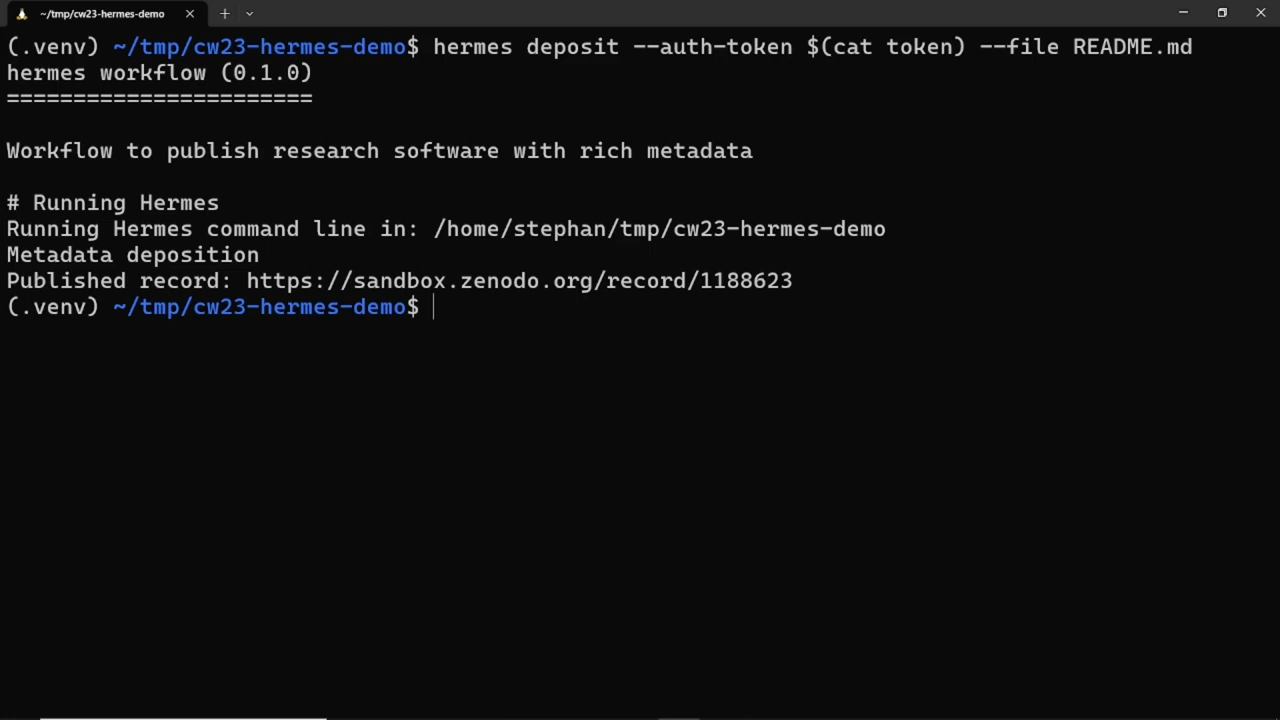 ~/tmp/cw23-hermes-demo
(.venv) ~/tmp/cw23-hermes-demo$ hermes deposit --auth-token $(cat token) --file README.md
hermes workflow (0.1.0)
=======================
Workflow to publish research software with rich metadata
# Running Hermes
Running Hermes command line in: /home/stephan/tmp/cw23-hermes-demo
Metadata deposition
Published record: https://sandbox.zenodo.org/record/1188623
(.venv) ~/tmp/cw23-hermes-demo$